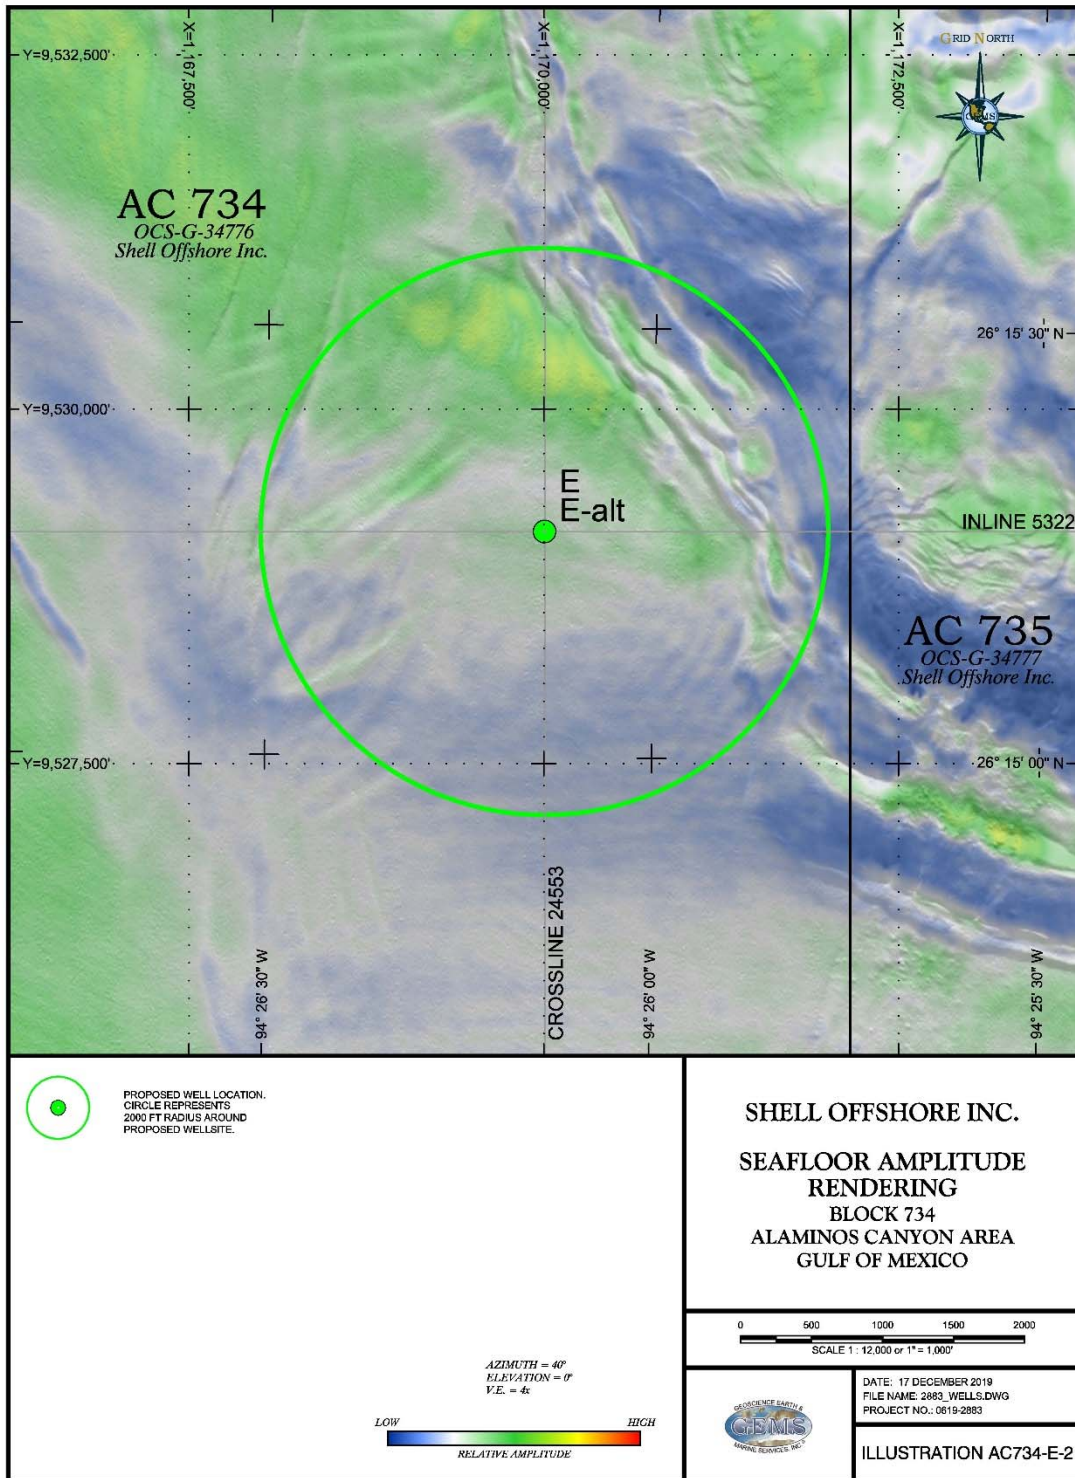 X=1,167,500'
X=1,170,000'
X=1,172,500'
GRID NORTH
GEMS
Y=9,532,500'
AC 734
OCS-G-34776
Shell Offshore Inc.
26° 15' 30" N
Y=9,530,000'
E
E-alt
INLINE 5322
AC 735
OCS-G-34777
Shell Offshore Inc.
Y=9,527,500'
26° 15' 00" N
CROSSLINE 24553
94° 26' 30" W
94° 26' 00" W
94° 25' 30" W
PROPOSED WELL LOCATION.
CIRCLE REPRESENTS
2000 FT RADIUS AROUND
PROPOSED WELLSITE.
SHELL OFFSHORE INC.
SEAFLOOR AMPLITUDE
RENDERING
BLOCK 734
ALAMINOS CANYON AREA
GULF OF MEXICO
0 500 1000 1500 2000
SCALE 1 : 12,000 or 1" = 1,000'
AZIMUTH = 40°
ELEVATION = 0°
V.E. = 4x
LOW HIGH
RELATIVE AMPLITUDE
GEOSCIENCE EARTH &
GEMS
MARINE SERVICES, INC.
DATE: 17 DECEMBER 2019
FILE NAME: 2883_WELLS.DWG
PROJECT NO.: 0619-2883
ILLUSTRATION AC734-E-2